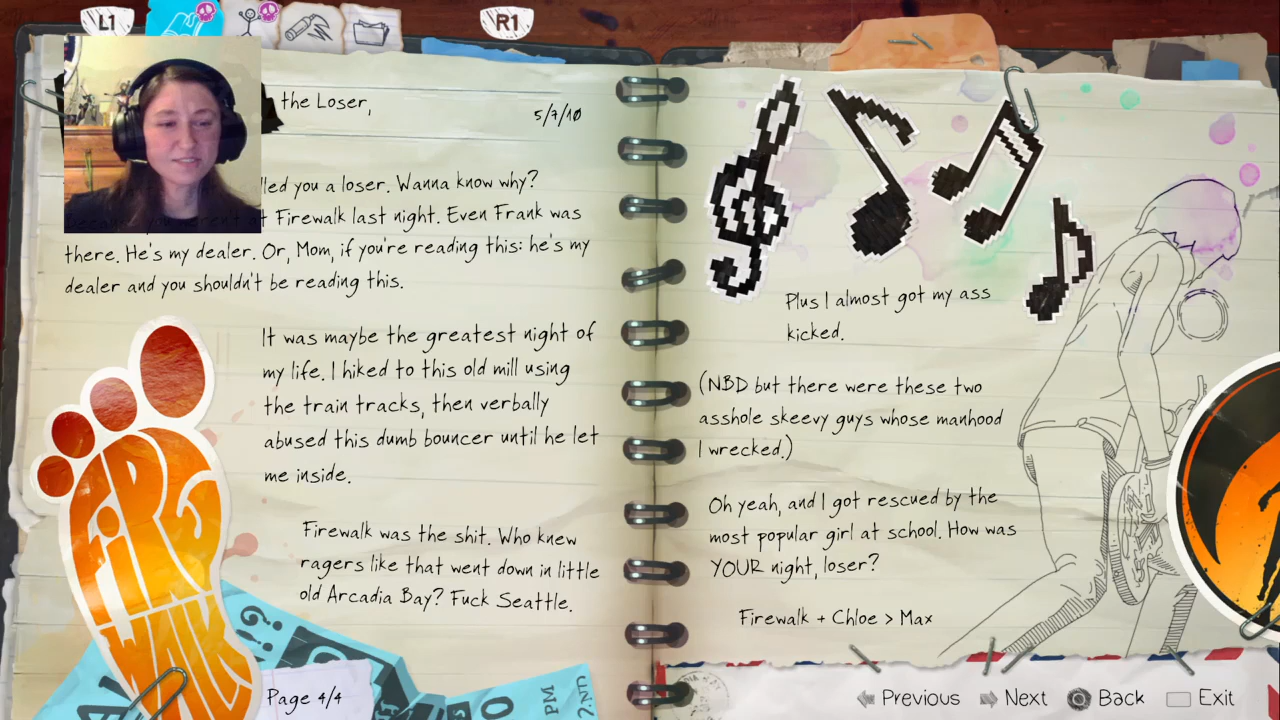 L1
R1
the Loser,
5/7/10
led you a loser. Wanna know why?
Firewalk last night. Even Frank was
there. He's my dealer. Or, Mom, if you're reading this: he's my
dealer and you shouldn't be reading this.
It was maybe the greatest night of
my life. I hiked to this old mill using
the train tracks, then verbally
abused this dumb bouncer until he let
me inside.
Firewalk was the shit. Who knew
ragers like that went down in little
old Arcadia Bay? Fuck Seattle.
FIREWALK
Page 4/4
PM
Plus I almost got my ass
kicked.
(NBD but there were these two
asshole skeevy guys whose manhood
I wrecked.)
Oh yeah, and I got rescued by the
most popular girl at school. How was
YOUR night, loser?
Firewalk + Chloe > Max
Previous Next Back Exit